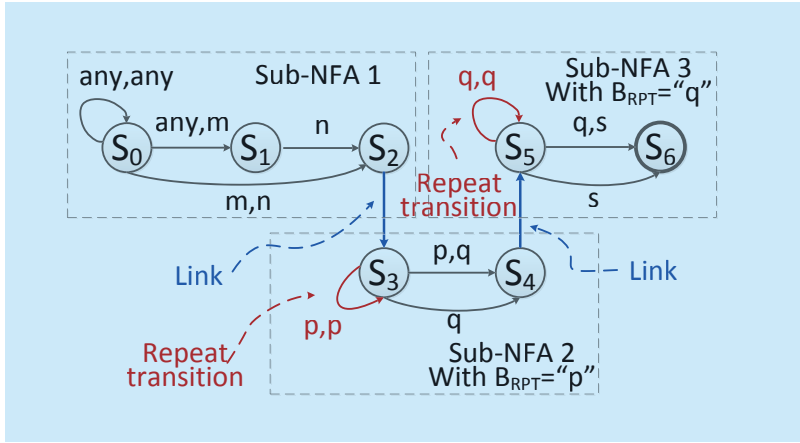 any,any
Sub-NFA 1
any,m
n
S0
S1
S2
m,n
Sub-NFA 3
With BRPT="q"
q,q
q,s
S5
S6
Repeat
transition
s
Link
Link
S3
p,q
S4
p,p
q
Repeat
transition
Sub-NFA 2
With BRPT="p"